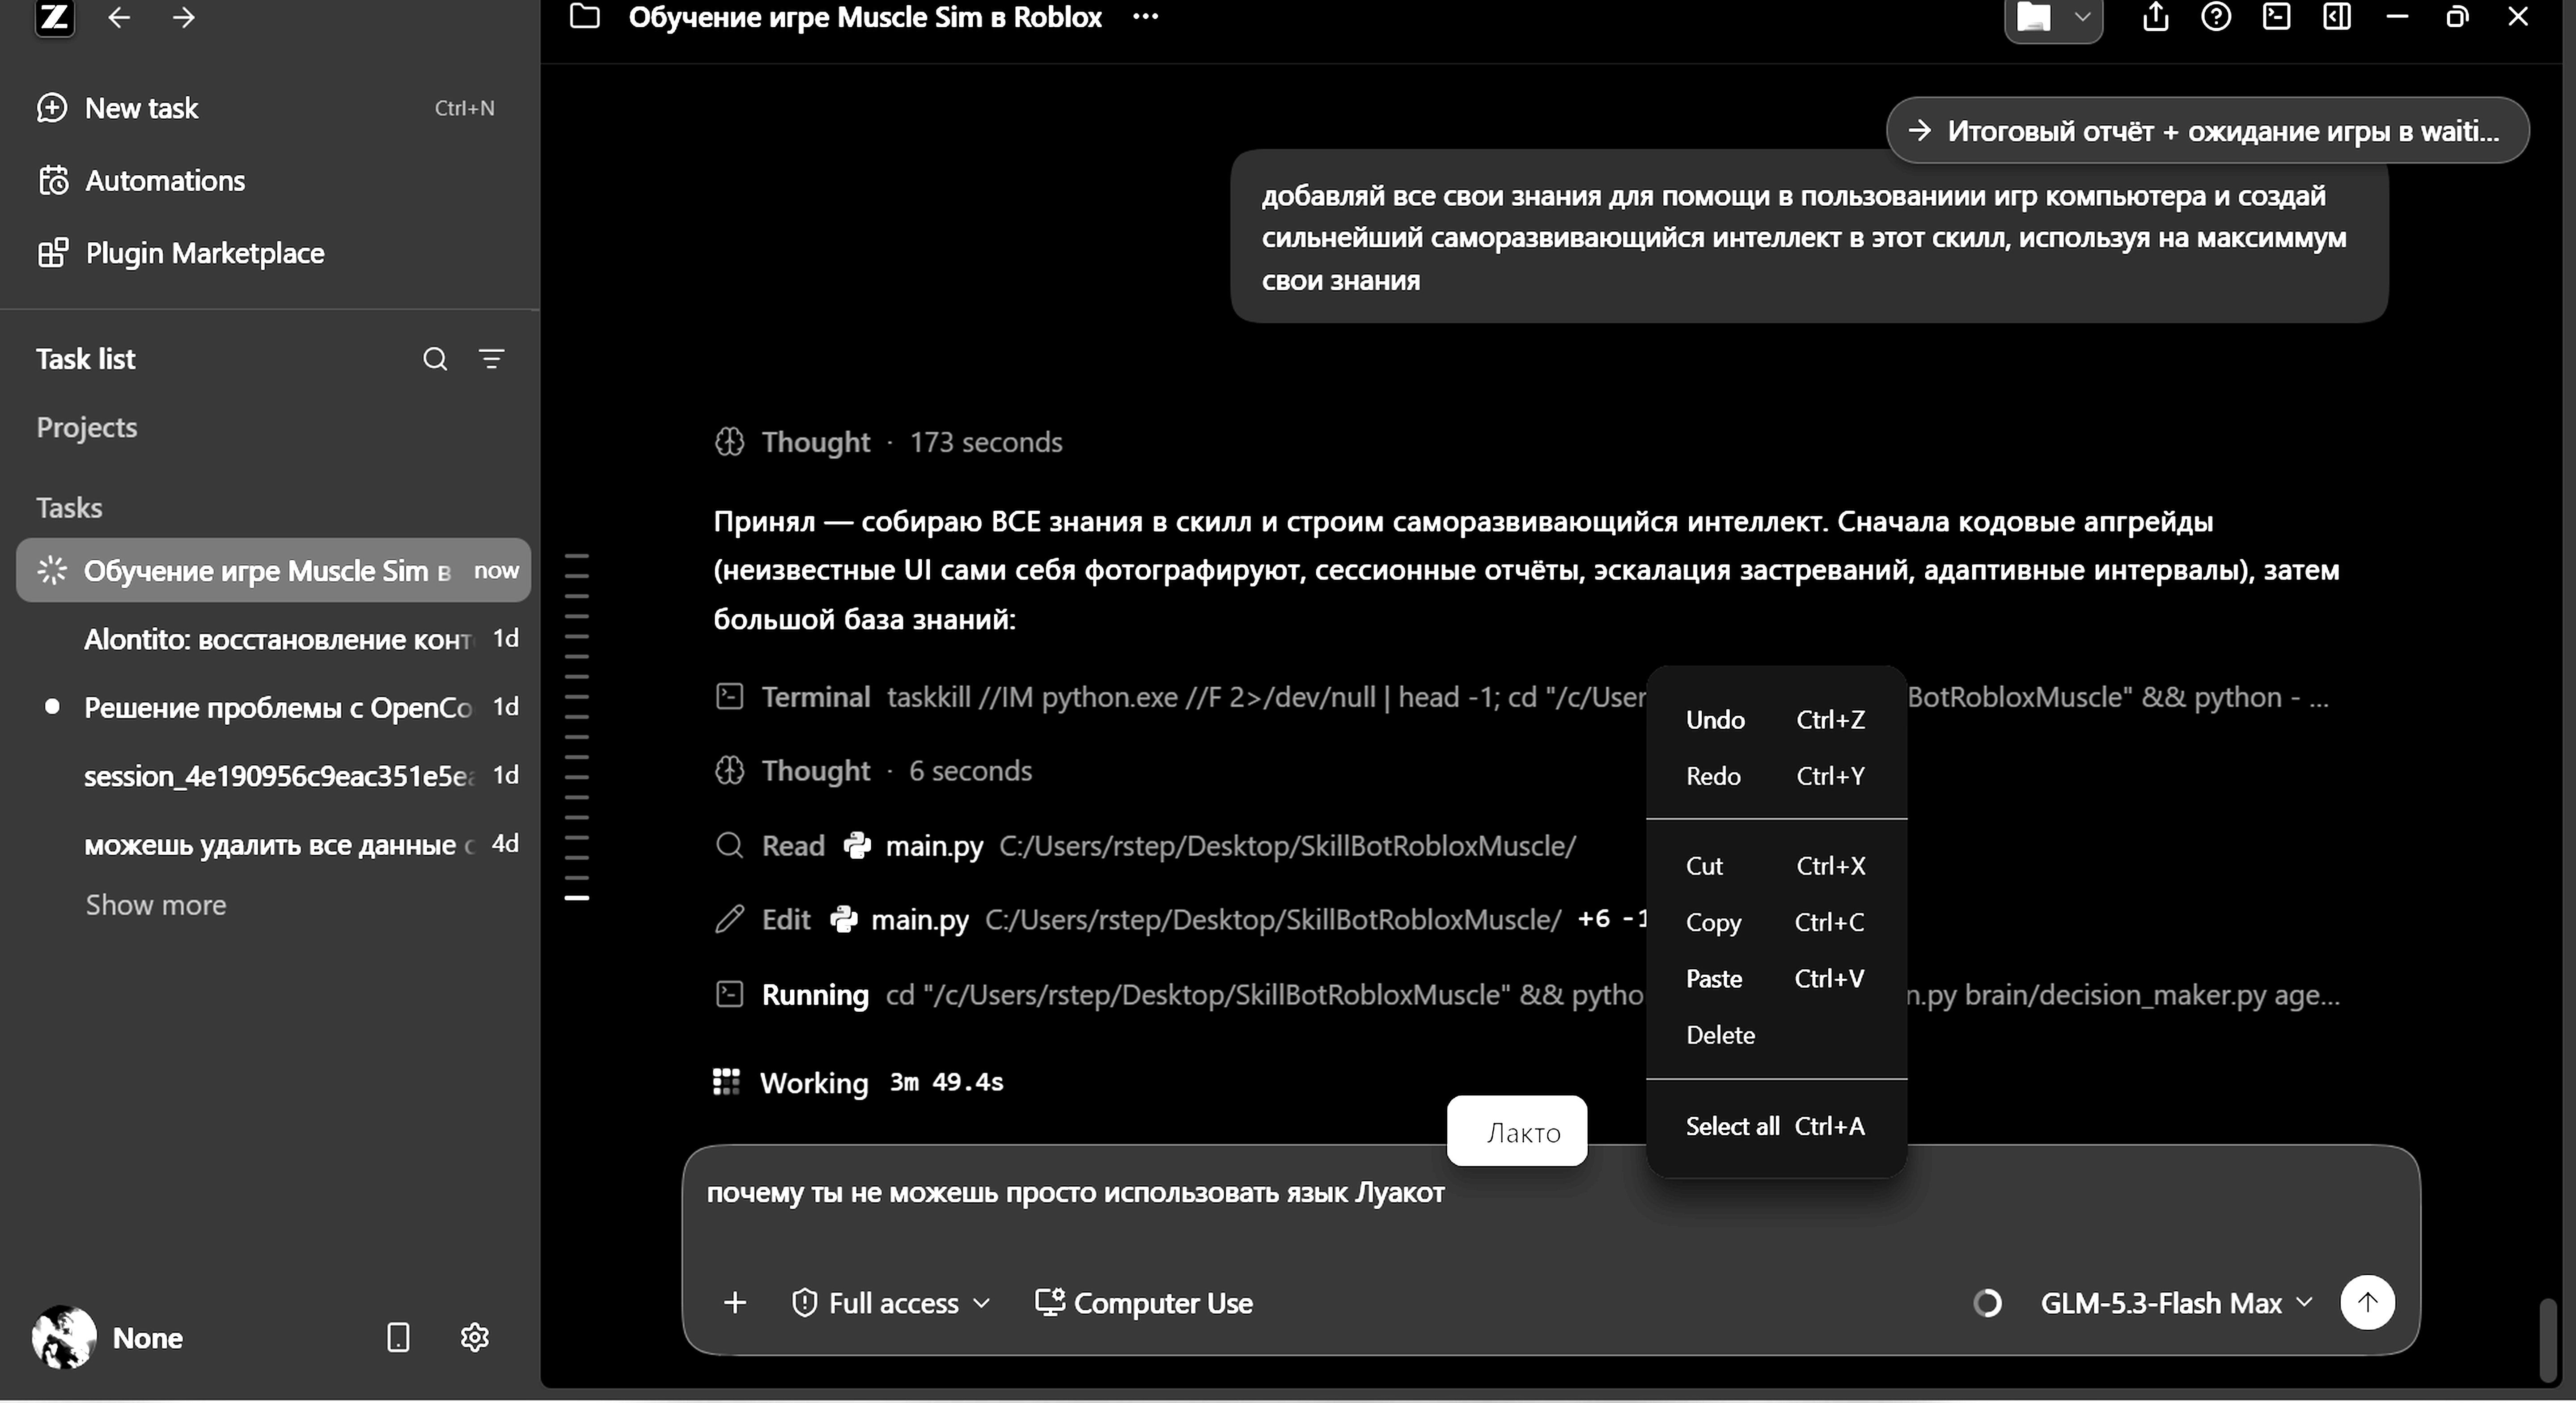 Z
Обучение игре Muscle Sim в Roblox
New task Ctrl+N
Automations
Plugin Marketplace
Task list
Projects
Tasks
Обучение игре Muscle Sim в now
Alontito: восстановление конт 1d
Решение проблемы с OpenCo 1d
session_4e190956c9eac351e5ea 1d
можешь удалить все данные с 4d
Show more
None
Итоговый отчёт + ожидание игры в waiti...
добавляй все свои знания для помощи в пользованиии игр компьютера и создай
сильнейший саморазвивающийся интеллект в этот скилл, используя на максиммум
свои знания
Thought · 173 seconds
Принял — собираю ВСЕ знания в скилл и строим саморазвивающийся интеллект. Сначала кодовые апгрейды
(неизвестные UI сами себя фотографируют, сессионные отчёты, эскалация застреваний, адаптивные интервалы), затем
большой база знаний:
Terminal taskkill //IM python.exe //F 2>/dev/null | head -1; cd "/c/User BotRobloxMuscle" && python - ...
Thought · 6 seconds
Read main.py C:/Users/rstep/Desktop/SkillBotRobloxMuscle/
Edit main.py C:/Users/rstep/Desktop/SkillBotRobloxMuscle/ +6 -1
Running cd "/c/Users/rstep/Desktop/SkillBotRobloxMuscle" && pytho n.py brain/decision_maker.py age...
Working 3m 49.4s
Undo Ctrl+Z
Redo Ctrl+Y
Cut Ctrl+X
Copy Ctrl+C
Paste Ctrl+V
Delete
Select all Ctrl+A
Лакто
почему ты не можешь просто использовать язык Луакот
Full access
Computer Use
GLM-5.3-Flash Max